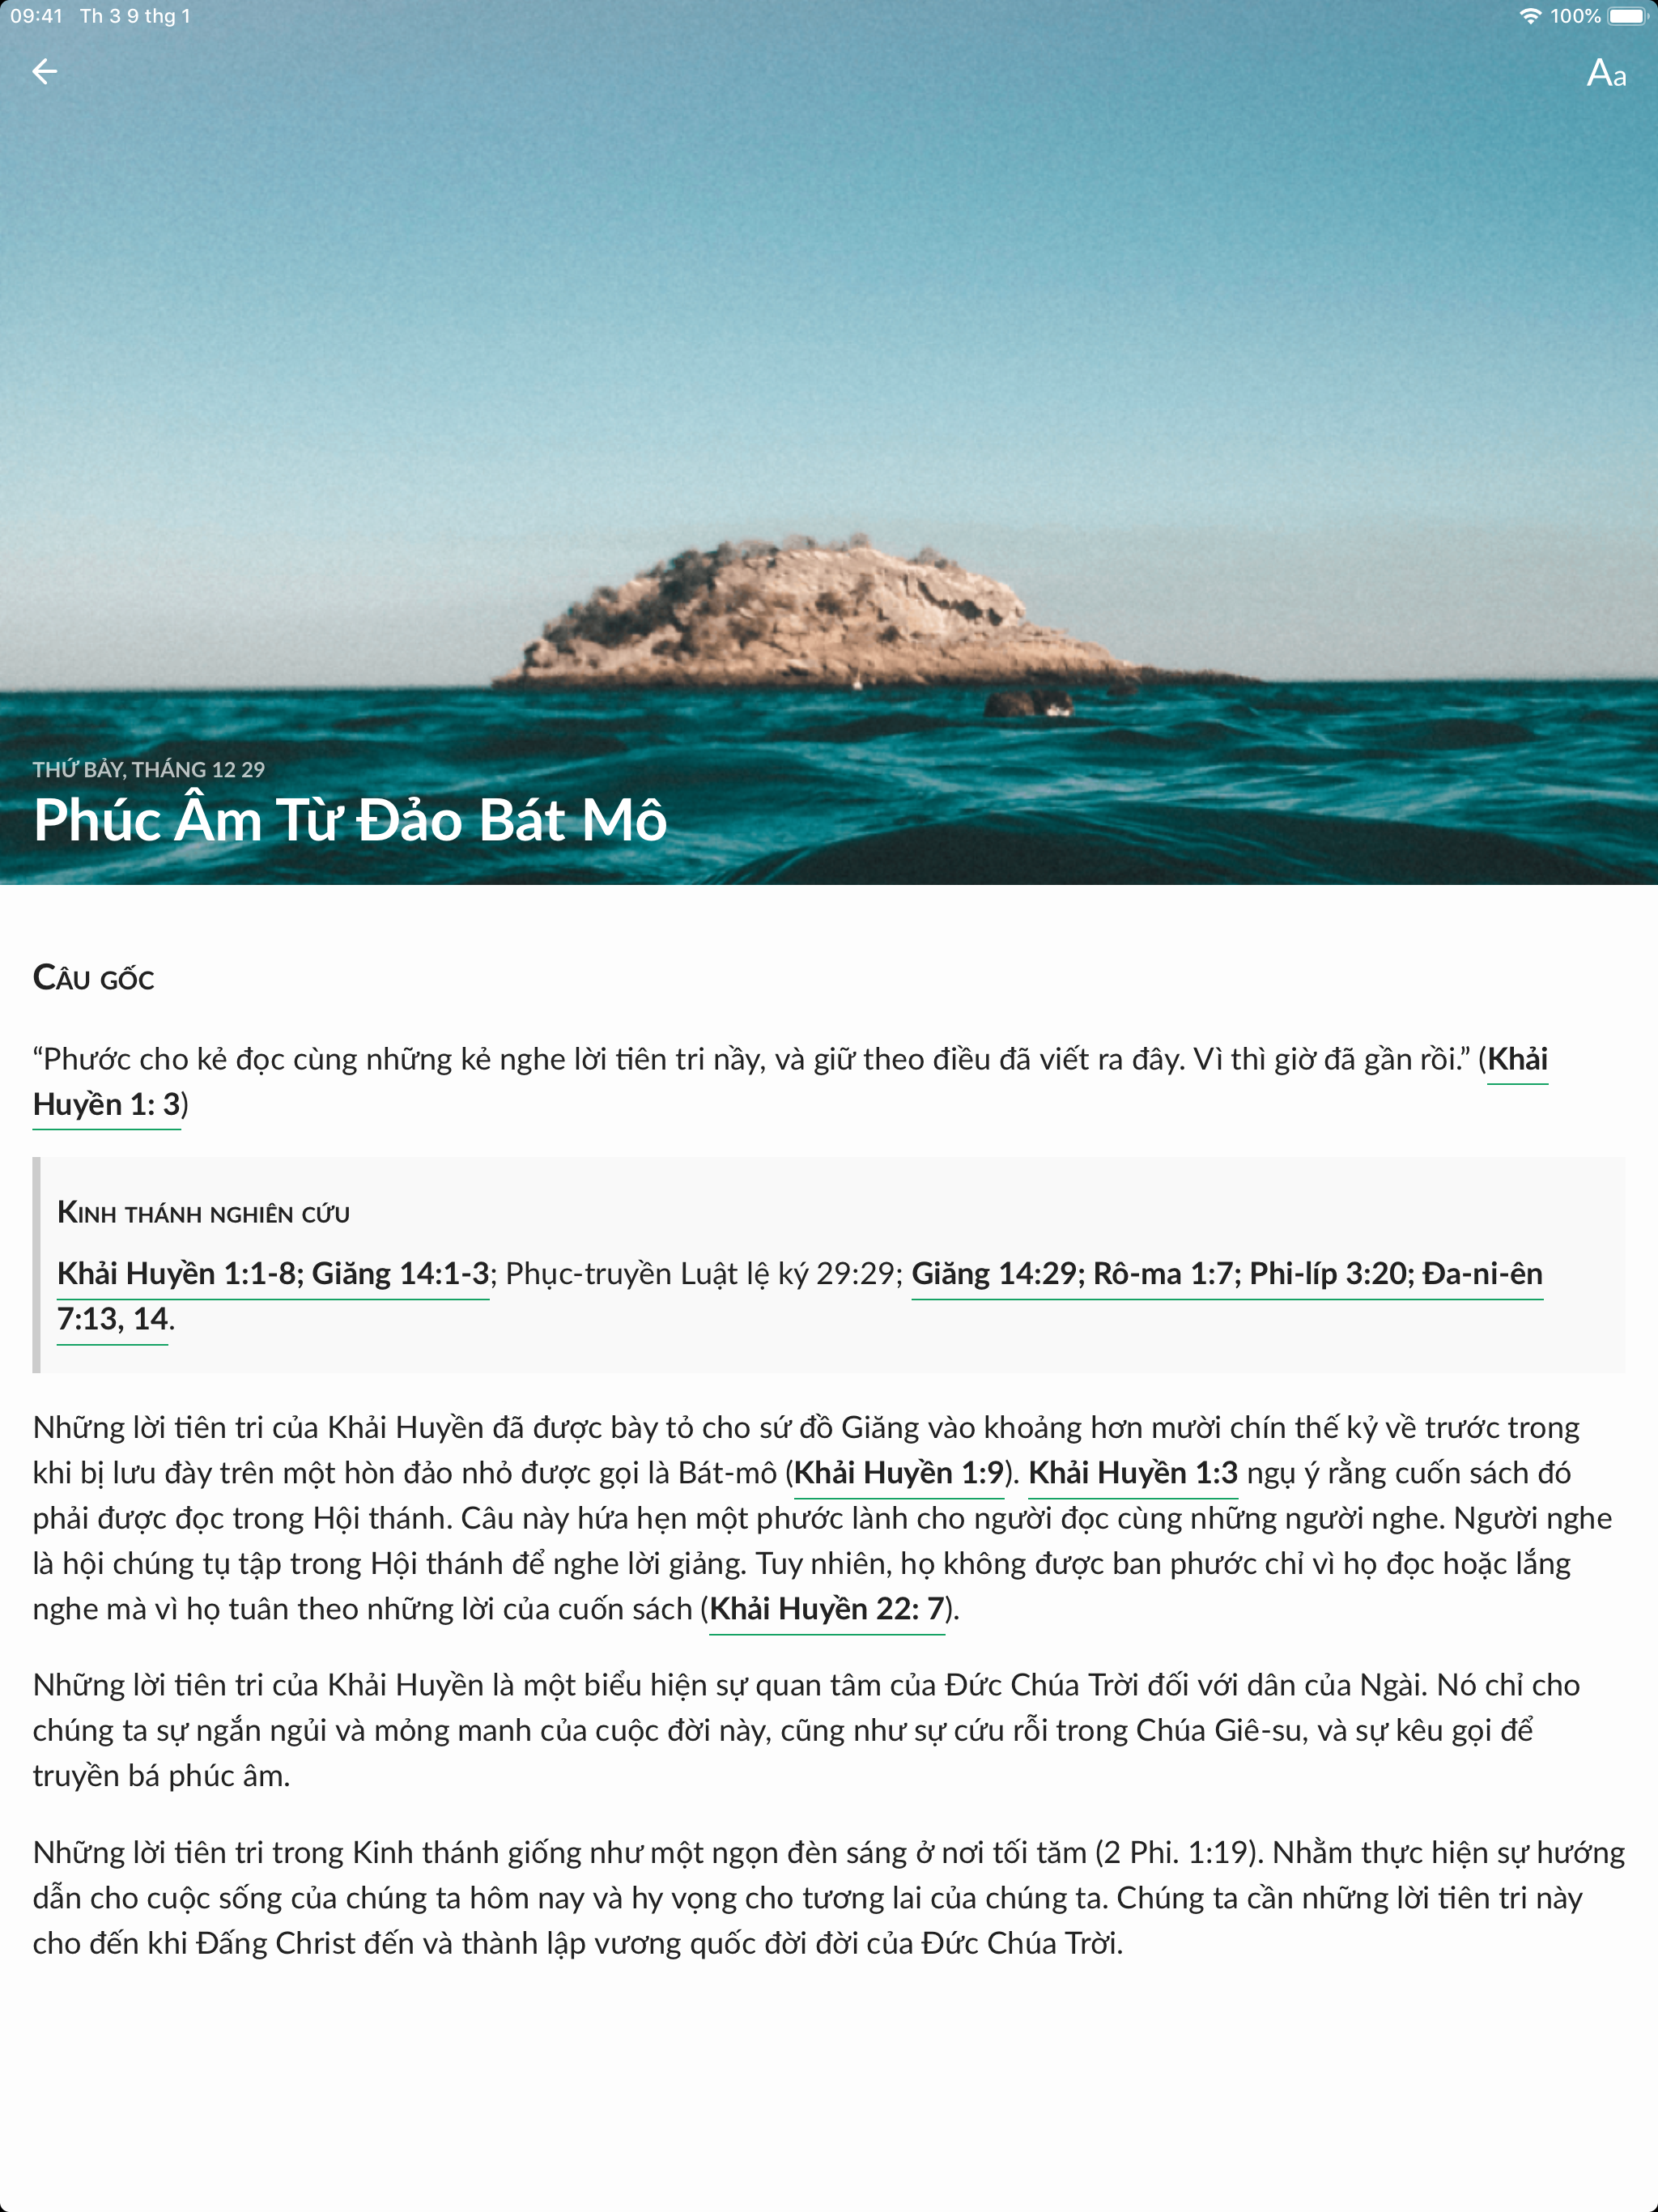 09:41 Th 3 9 thg 1
100%
Aa
THỨ BẢY, THÁNG 12 29
Phúc Âm Từ Đảo Bát Mô
Câu gốc
“Phước cho kẻ đọc cùng những kẻ nghe lời tiên tri nầy, và giữ theo điều đã viết ra đây. Vì thì giờ đã gần rồi.” (Khải
Huyền 1: 3)
Kinh thánh nghiên cứu
Khải Huyền 1:1-8; Giăng 14:1-3; Phục-truyền Luật lệ ký 29:29; Giăng 14:29; Rô-ma 1:7; Phi-líp 3:20; Đa-ni-ên
7:13, 14.
Những lời tiên tri của Khải Huyền đã được bày tỏ cho sứ đồ Giăng vào khoảng hơn mười chín thế kỷ về trước trong
khi bị lưu đày trên một hòn đảo nhỏ được gọi là Bát-mô (Khải Huyền 1:9). Khải Huyền 1:3 ngụ ý rằng cuốn sách đó
phải được đọc trong Hội thánh. Câu này hứa hẹn một phước lành cho người đọc cùng những người nghe. Người nghe
là hội chúng tụ tập trong Hội thánh để nghe lời giảng. Tuy nhiên, họ không được ban phước chỉ vì họ đọc hoặc lắng
nghe mà vì họ tuân theo những lời của cuốn sách (Khải Huyền 22: 7).
Những lời tiên tri của Khải Huyền là một biểu hiện sự quan tâm của Đức Chúa Trời đối với dân của Ngài. Nó chỉ cho
chúng ta sự ngắn ngủi và mỏng manh của cuộc đời này, cũng như sự cứu rỗi trong Chúa Giê-su, và sự kêu gọi để
truyền bá phúc âm.
Những lời tiên tri trong Kinh thánh giống như một ngọn đèn sáng ở nơi tối tăm (2 Phi. 1:19). Nhằm thực hiện sự hướng
dẫn cho cuộc sống của chúng ta hôm nay và hy vọng cho tương lai của chúng ta. Chúng ta cần những lời tiên tri này
cho đến khi Đấng Christ đến và thành lập vương quốc đời đời của Đức Chúa Trời.